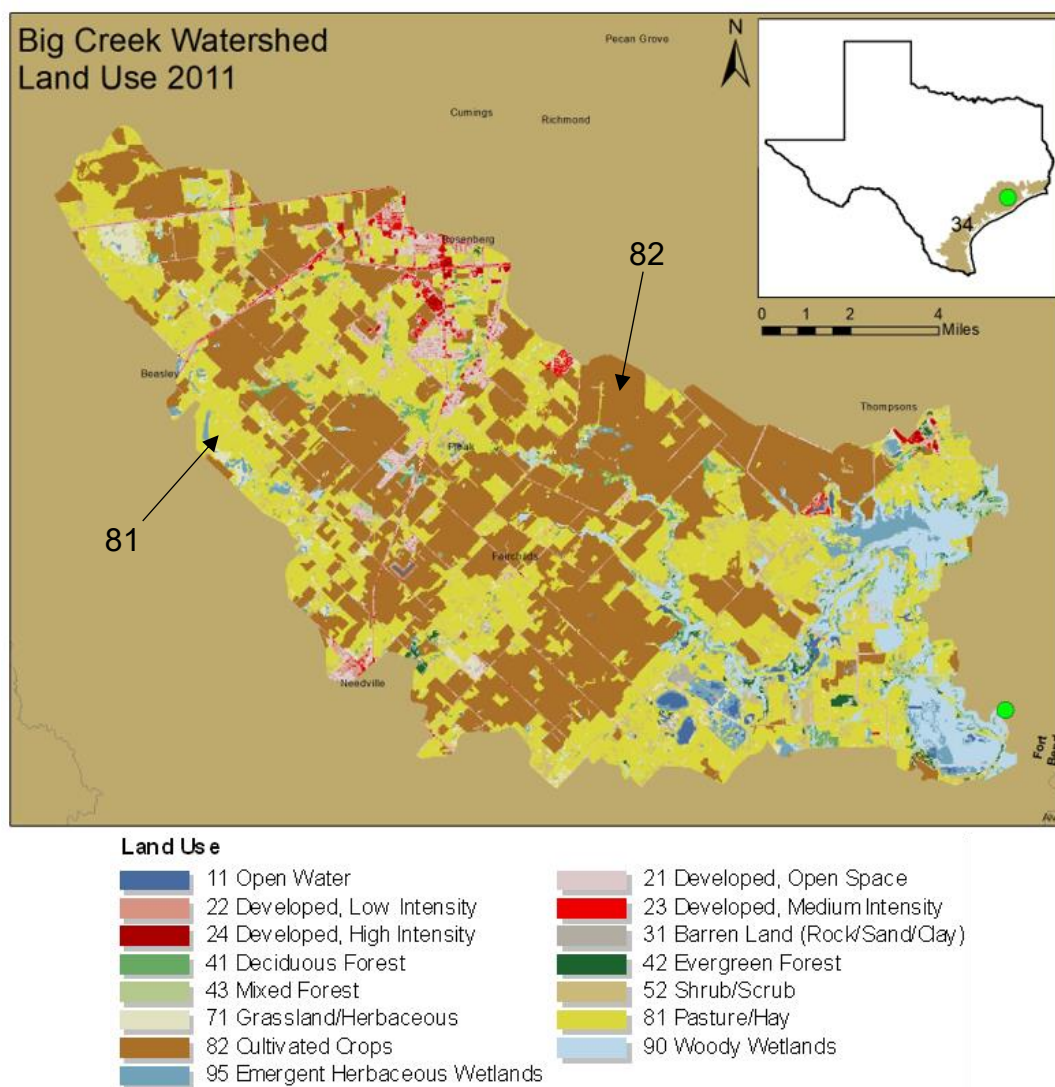 Big Creek Watershed
Land Use 2011
Pecan Grove
N
Cumings
Richmond
34
Rosenberg
82
0 1 2 4
Miles
Beasley
Thompsons
81
Pleak
Fairchilds
Needville
Fort
Land Use
11 Open Water
21 Developed, Open Space
22 Developed, Low Intensity
23 Developed, Medium Intensity
24 Developed, High Intensity
31 Barren Land (Rock/Sand/Clay)
41 Deciduous Forest
42 Evergreen Forest
43 Mixed Forest
52 Shrub/Scrub
71 Grassland/Herbaceous
81 Pasture/Hay
82 Cultivated Crops
90 Woody Wetlands
95 Emergent Herbaceous Wetlands